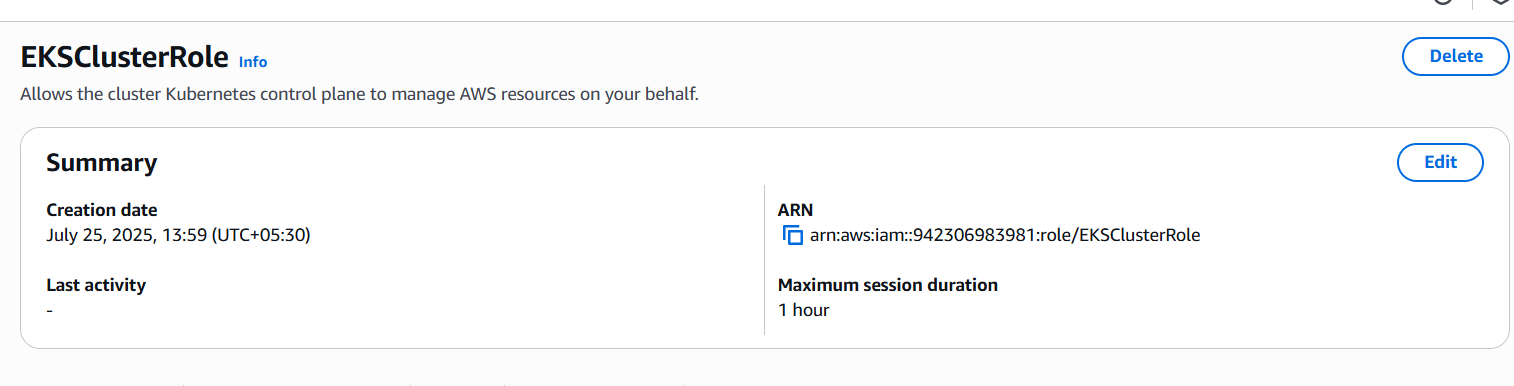 EKSClusterRole Info
Delete
Allows the cluster Kubernetes control plane to manage AWS resources on your behalf.
Summary
Edit
Creation date
July 25, 2025, 13:59 (UTC+05:30)
ARN
arn:aws:iam::942306983981:role/EKSClusterRole
Last activity
-
Maximum session duration
1 hour